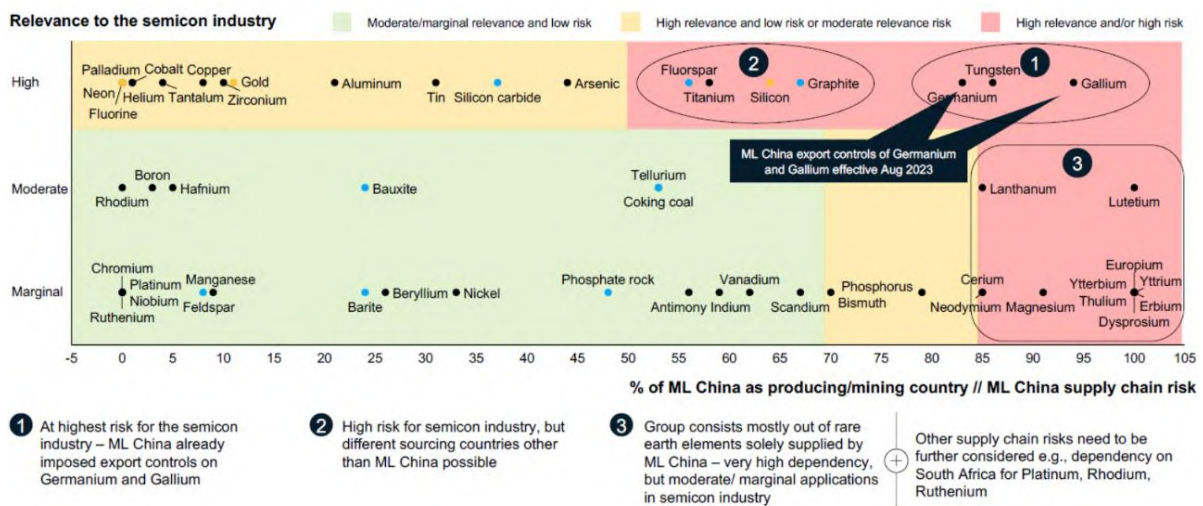 Relevance to the semicon industry
Moderate/marginal relevance and low risk
High relevance and low risk or moderate relevance risk
High relevance and/or high risk
2
1
High
Palladium
Cobalt
Copper
Gold
Neon
Helium
Tantalum
Zirconium
Fluorine
Aluminum
Tin
Silicon carbide
Arsenic
Fluorspar
Titanium
Silicon
Graphite
Tungsten
Germanium
Gallium
ML China export controls of Germanium
and Gallium effective Aug 2023
3
Moderate
Boron
Rhodium
Hafnium
Bauxite
Tellurium
Coking coal
Lanthanum
Lutetium
Marginal
Chromium
Platinum
Niobium
Ruthenium
Manganese
Feldspar
Barite
Beryllium
Nickel
Phosphate rock
Antimony
Indium
Vanadium
Scandium
Phosphorus
Bismuth
Cerium
Neodymium
Magnesium
Europium
Ytterbium
Yttrium
Thulium
Erbium
Dysprosium
-5 0 5 10 15 20 25 30 35 40 45 50 55 60 65 70 75 80 85 90 95 100 105
% of ML China as producing/mining country // ML China supply chain risk
1
At highest risk for the semicon
industry – ML China already
imposed export controls on
Germanium and Gallium
2
High risk for semicon industry, but
different sourcing countries other
than ML China possible
3
Group consists mostly out of rare
earth elements solely supplied by
ML China – very high dependency,
but moderate/ marginal applications
in semicon industry
+
Other supply chain risks need to be
further considered e.g., dependency on
South Africa for Platinum, Rhodium,
Ruthenium